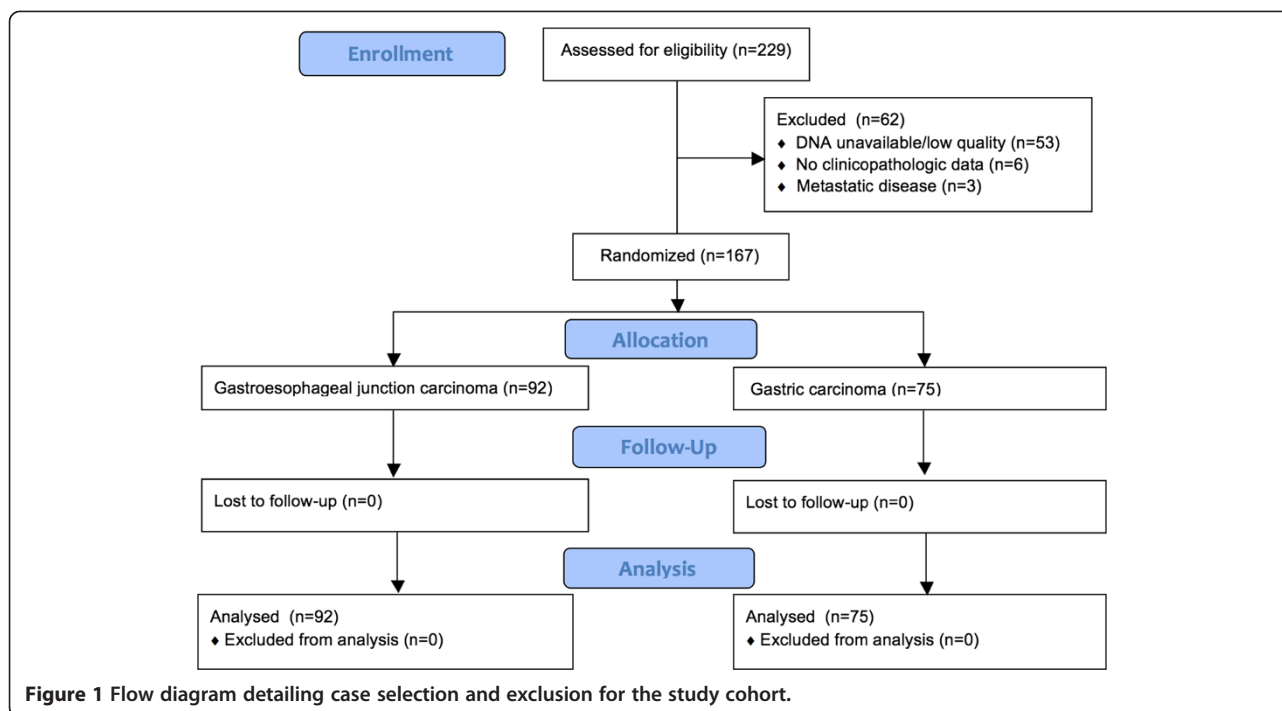 Enrollment
Assessed for eligibility (n=229)
Excluded (n=62)
♦ DNA unavailable/low quality (n=53)
♦ No clinicopathologic data (n=6)
♦ Metastatic disease (n=3)
Randomized (n=167)
Allocation
Gastroesophageal junction carcinoma (n=92)
Gastric carcinoma (n=75)
Follow-Up
Lost to follow-up (n=0)
Lost to follow-up (n=0)
Analysis
Analysed (n=92)
♦ Excluded from analysis (n=0)
Analysed (n=75)
♦ Excluded from analysis (n=0)
Figure 1 Flow diagram detailing case selection and exclusion for the study cohort.